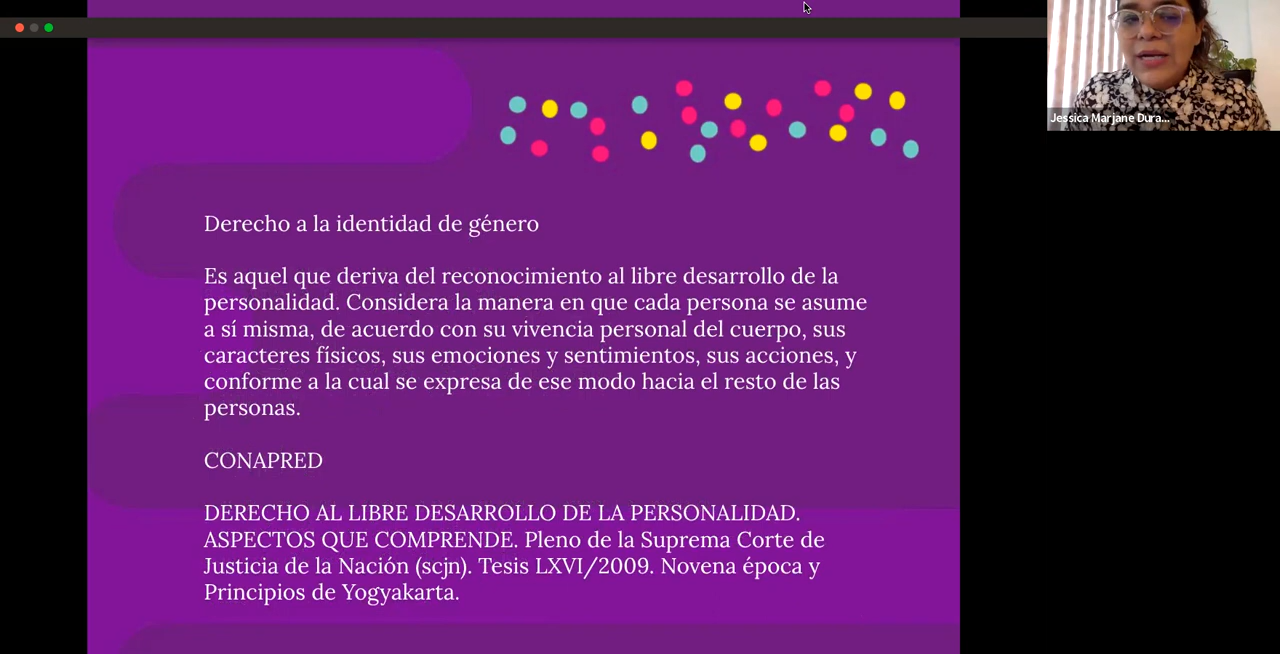 Jessica Marjane Dura...
Derecho a la identidad de género
Es aquel que deriva del reconocimiento al libre desarrollo de la
personalidad. Considera la manera en que cada persona se asume
a sí misma, de acuerdo con su vivencia personal del cuerpo, sus
caracteres físicos, sus emociones y sentimientos, sus acciones, y
conforme a la cual se expresa de ese modo hacia el resto de las
personas.
CONAPRED
DERECHO AL LIBRE DESARROLLO DE LA PERSONALIDAD.
ASPECTOS QUE COMPRENDE. Pleno de la Suprema Corte de
Justicia de la Nación (scjn). Tesis LXVI/2009. Novena época y
Principios de Yogyakarta.